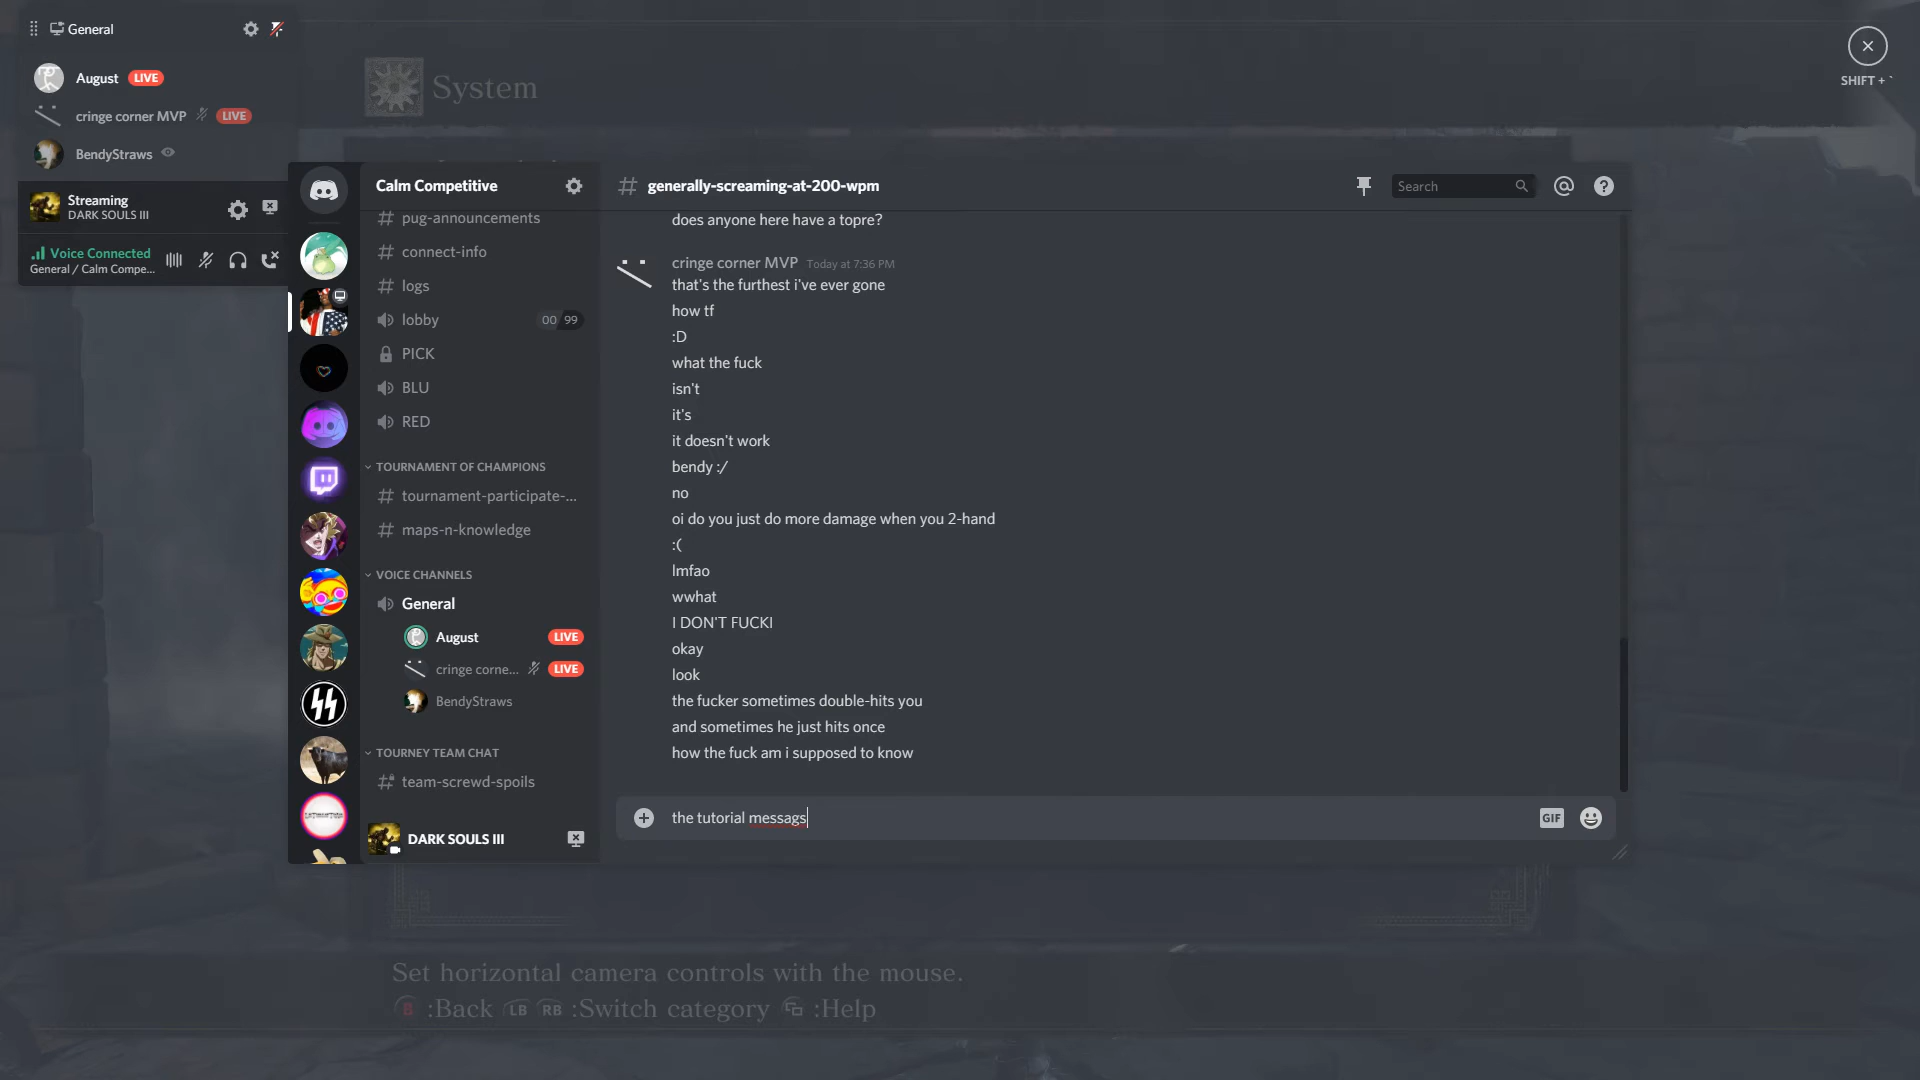 General
August LIVE
cringe corner MVP LIVE
BendyStraws
Streaming
DARK SOULS III
Voice Connected
General / Calm Compe...
System
SHIFT + `
Calm Competitive
pug-announcements
connect-info
logs
lobby 00 99
PICK
BLU
RED
TOURNAMENT OF CHAMPIONS
tournament-participate-...
maps-n-knowledge
VOICE CHANNELS
General
August LIVE
cringe corne... LIVE
BendyStraws
TOURNEY TEAM CHAT
team-screwd-spoils
DARK SOULS III
# generally-screaming-at-200-wpm
Search
does anyone here have a topre?
cringe corner MVP Today at 7:36 PM
that's the furthest i've ever gone
how tf
:D
what the fuck
isn't
it's
it doesn't work
bendy :/
no
oi do you just do more damage when you 2-hand
:(
lmfao
wwhat
I DON'T FUCKI
okay
look
the fucker sometimes double-hits you
and sometimes he just hits once
how the fuck am i supposed to know
the tutorial messags
GIF
Set horizontal camera controls with the mouse.
B :Back LB RB :Switch category :Help